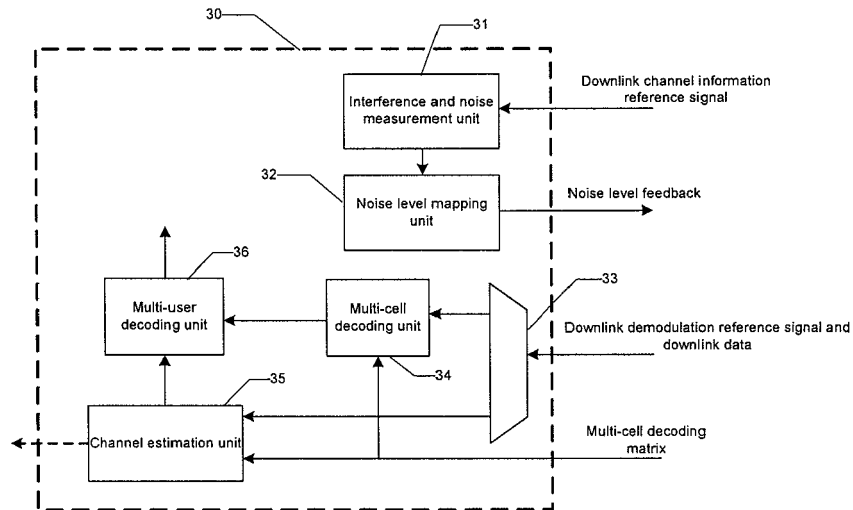 30
31
Interference and noise
measurement unit
Downlink channel information
reference signal
32
Noise level mapping
unit
Noise level feedback
36
Multi-user
decoding unit
Multi-cell
decoding unit
33
Downlink demodulation reference signal and
downlink data
34
35
Channel estimation unit
Multi-cell decoding
matrix